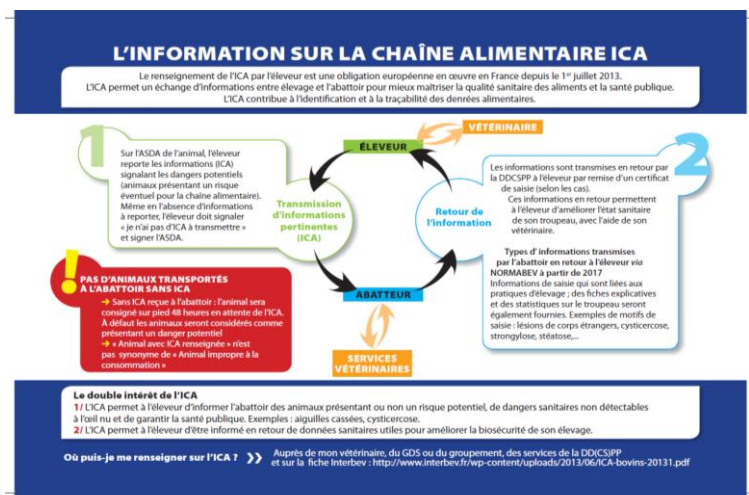 L'INFORMATION SUR LA CHAÎNE ALIMENTAIRE ICA
Le renseignement de l'ICA par l'éleveur est une obligation européenne en œuvre en France depuis le 1er juillet 2013.
L'ICA permet un échange d'informations entre élevage et l'abattoir pour mieux maîtriser la qualité sanitaire des aliments et la santé publique.
L'ICA contribue à l'identification et à la traçabilité des denrées alimentaires.
1
Sur l'ASDA de l'animal, l'éleveur
reporte les informations (ICA)
signalant les dangers potentiels
(animaux présentant un risque
éventuel pour la chaîne alimentaire).
Même en l'absence d'informations
à reporter, l'éleveur doit signaler
« je n'ai pas d'ICA à transmettre »
et signer l'ASDA.
VÉTÉRINAIRE
ÉLEVEUR
Transmission
d'informations
pertinentes
(ICA)
Retour de
l'information
ABATTEUR
SERVICES
VÉTÉRINAIRES
2
Les informations sont transmises en retour par
la DDCSPP à l'éleveur par remise d'un certificat
de saisie (selon les cas).
Ces informations en retour permettent
à l'éleveur d'améliorer l'état sanitaire
de son troupeau, avec l'aide de son
vétérinaire.
Types d' informations transmises
par l'abattoir en retour à l'éleveur via
NORMABEV à partir de 2017
Informations de saisie qui sont liées aux
pratiques d'élevage ; des fiches explicatives
et des statistiques sur le troupeau seront
également fournies. Exemples de motifs de
saisie : lésions de corps étrangers, cysticercose,
strongylose, stéatose,...
!
PAS D'ANIMAUX TRANSPORTÉS
À L'ABATTOIR SANS ICA
➔ Sans ICA reçue à l'abattoir : l'animal sera
consigné sur pied 48 heures en attente de l'ICA.
À défaut les animaux seront considérés comme
présentant un danger potentiel
➔ « Animal avec ICA renseignée » n'est
pas synonyme de « Animal impropre à la
consommation »
Le double intérêt de l'ICA
1/ L'ICA permet à l'éleveur d'informer l'abattoir des animaux présentant ou non un risque potentiel, de dangers sanitaires non détectables
à l'œil nu et de garantir la santé publique. Exemples : aiguilles cassées, cysticercose.
2/ L'ICA permet à l'éleveur d'être informé en retour de données sanitaires utiles pour améliorer la biosécurité de son élevage.
Où puis-je me renseigner sur l'ICA ? ❯❯ Auprès de mon vétérinaire, du GDS ou du groupement, des services de la DD(CS)PP
et sur la fiche Interbev : http://www.interbev.fr/wp-content/uploads/2013/06/ICA-bovins-20131.pdf